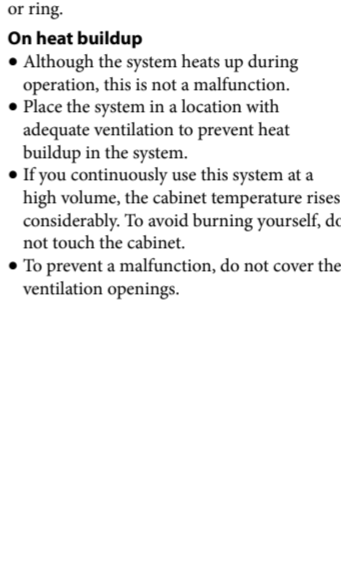 or ring.
On heat buildup
● Although the system heats up during
operation, this is not a malfunction.
● Place the system in a location with
adequate ventilation to prevent heat
buildup in the system.
● If you continuously use this system at a
high volume, the cabinet temperature rises
considerably. To avoid burning yourself, do
not touch the cabinet.
● To prevent a malfunction, do not cover the
ventilation openings.